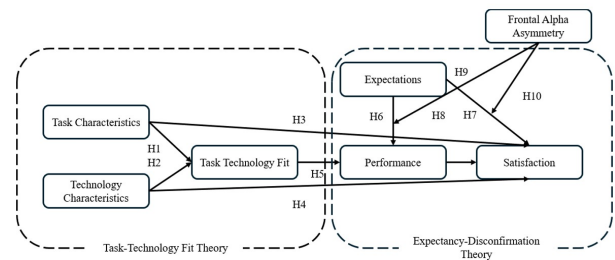 Frontal Alpha
Asymmetry
Expectations
H9
H10
H6
H8
H7
Task Characteristics
H3
H1
H2
Task Technology Fit
H5
Performance
Satisfaction
Technology
Characteristics
H4
Task-Technology Fit Theory
Expectancy-Disconfirmation
Theory